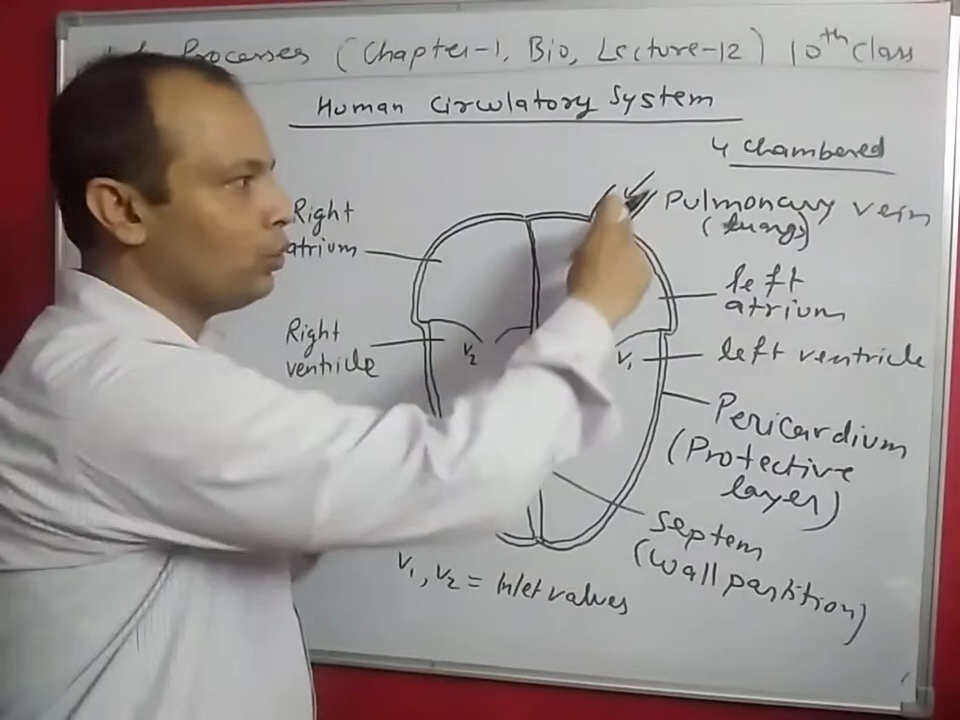 Processes (Chapter-1, Bio, Lecture-12) 10th Class
Human Circulatory System
4 chambered
Pulmonary vein
(Lungs)
Right
atrium
left
atrium
Right
ventricle
V2
V1
left ventricle
Pericardium
(Protective
layer)
Septem
(Wall partition)
V1, V2 = Inlet valves